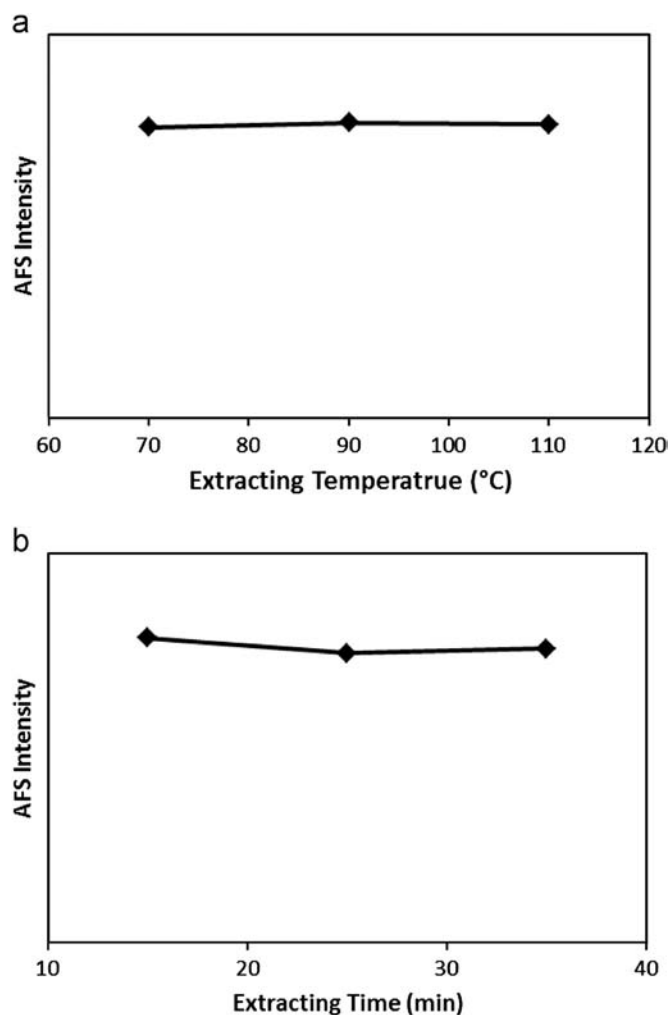 a
AFS Intensity
60 70 80 90 100 110 120
Extracting Temperatrue (°C)
b
AFS Intensity
10 20 30 40
Extracting Time (min)